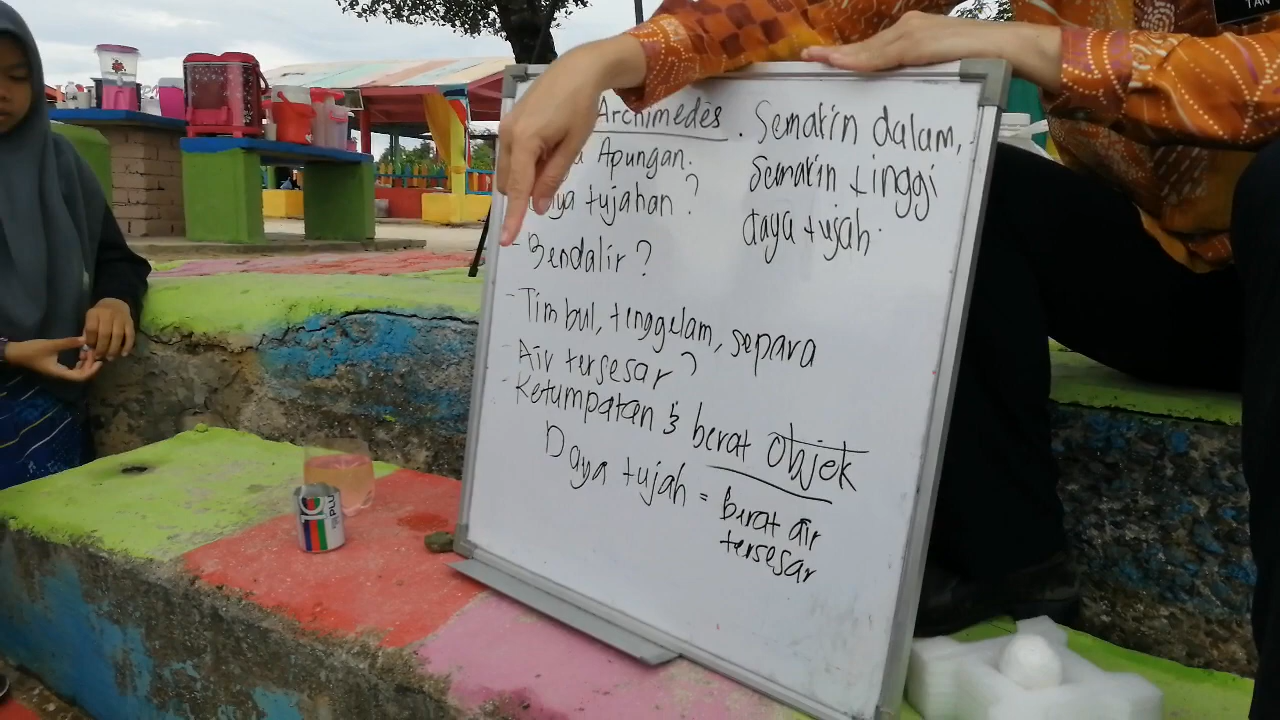 Archimedes
Apungan.
tujahan?
- Bendalir?
- Timbul, tenggelam, separa
- Air tersesar?
- Ketumpatan & berat objek
Daya tujah = berat air
tersesar
Semakin dalam,
Semakin tinggi
daya tujah.